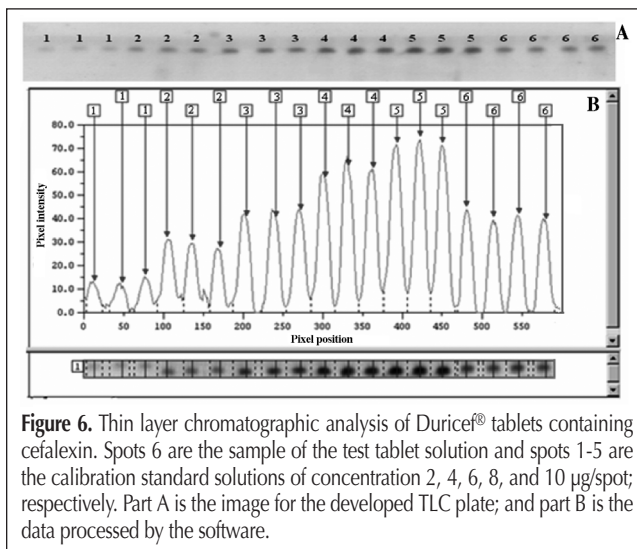 1 1 1 2 2 2 3 3 3 4 4 4 5 5 5 6 6 6 6
A
B
1 1 1 2 2 2 3 3 3 4 4 4 5 5 5 6 6 6 6
80.0
70.0
60.0
50.0
40.0
30.0
20.0
10.0
0.0
Pixel intensity
0 50 100 150 200 250 300 350 400 450 500 550
Pixel position
1
Figure 6. Thin layer chromatographic analysis of Duricef® tablets containing
cefalexin. Spots 6 are the sample of the test tablet solution and spots 1-5 are
the calibration standard solutions of concentration 2, 4, 6, 8, and 10 µg/spot;
respectively. Part A is the image for the developed TLC plate; and part B is the
data processed by the software.